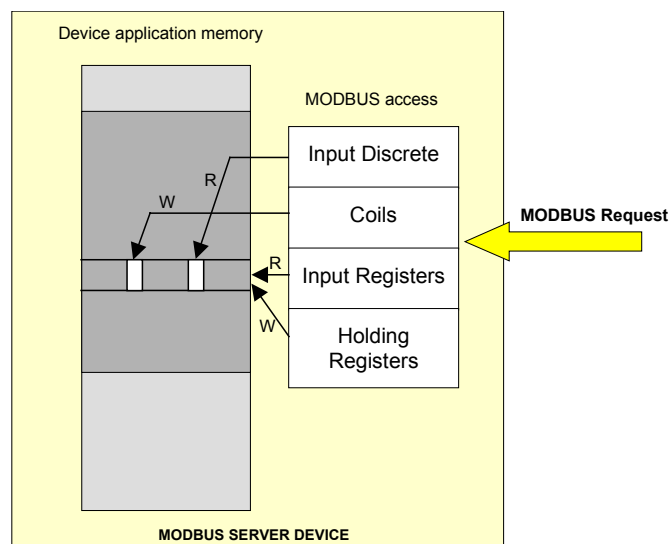 Device application memory
MODBUS access
Input Discrete
R
W
Coils
MODBUS Request
R
Input Registers
W
Holding
Registers
MODBUS SERVER DEVICE